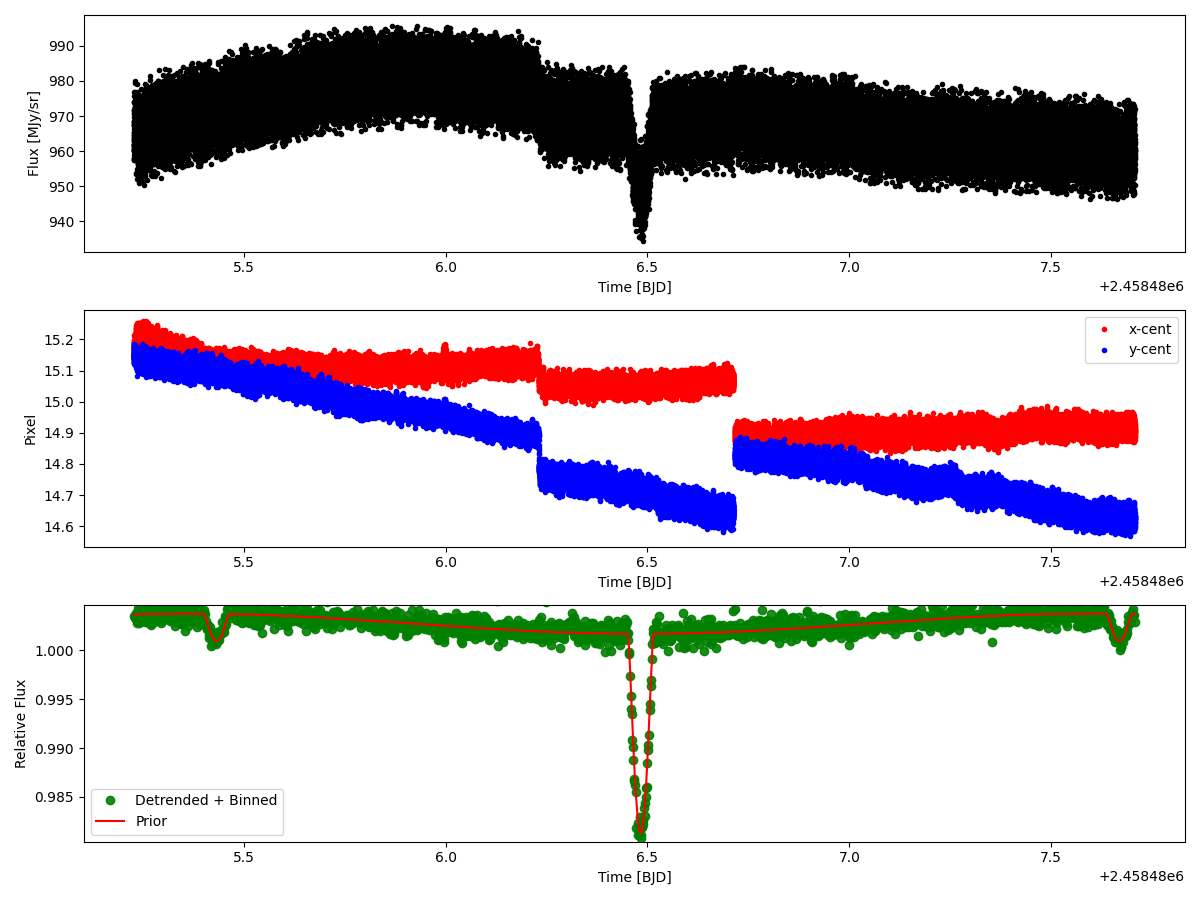 990
980
970
960
950
940
Flux [MJy/sr]
5.5 6.0 6.5 7.0 7.5
Time [BJD]
+2.45848e6
x-cent
y-cent
15.2
15.1
15.0
14.9
14.8
14.7
14.6
Pixel
5.5 6.0 6.5 7.0 7.5
Time [BJD]
+2.45848e6
1.000
0.995
0.990
0.985
Relative Flux
Detrended + Binned
Prior
5.5 6.0 6.5 7.0 7.5
Time [BJD]
+2.45848e6